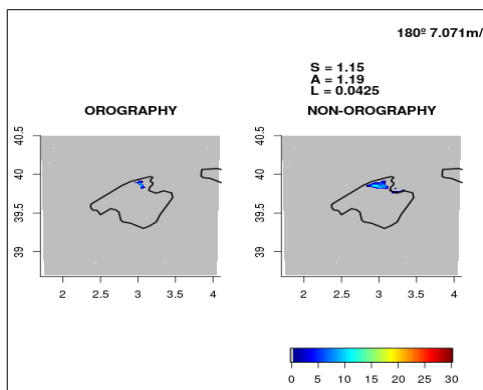 180º 7.071m/
S = 1.15
A = 1.19
L = 0.0425
OROGRAPHY NON-OROGRAPHY
40.5 40.5
40 40
39.5 39.5
39 39
2 2.5 3 3.5 4 2 2.5 3 3.5 4
0 5 10 15 20 25 30